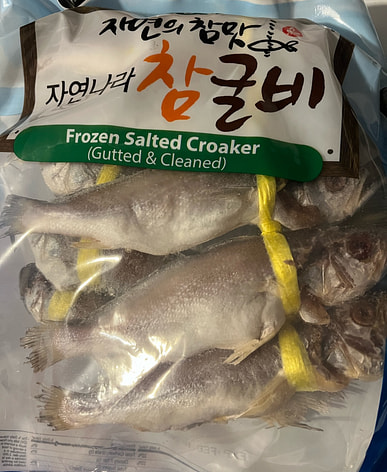 자연의 참맛
자연나라 참굴비
Frozen Salted Croaker
(Gutted & Cleaned)